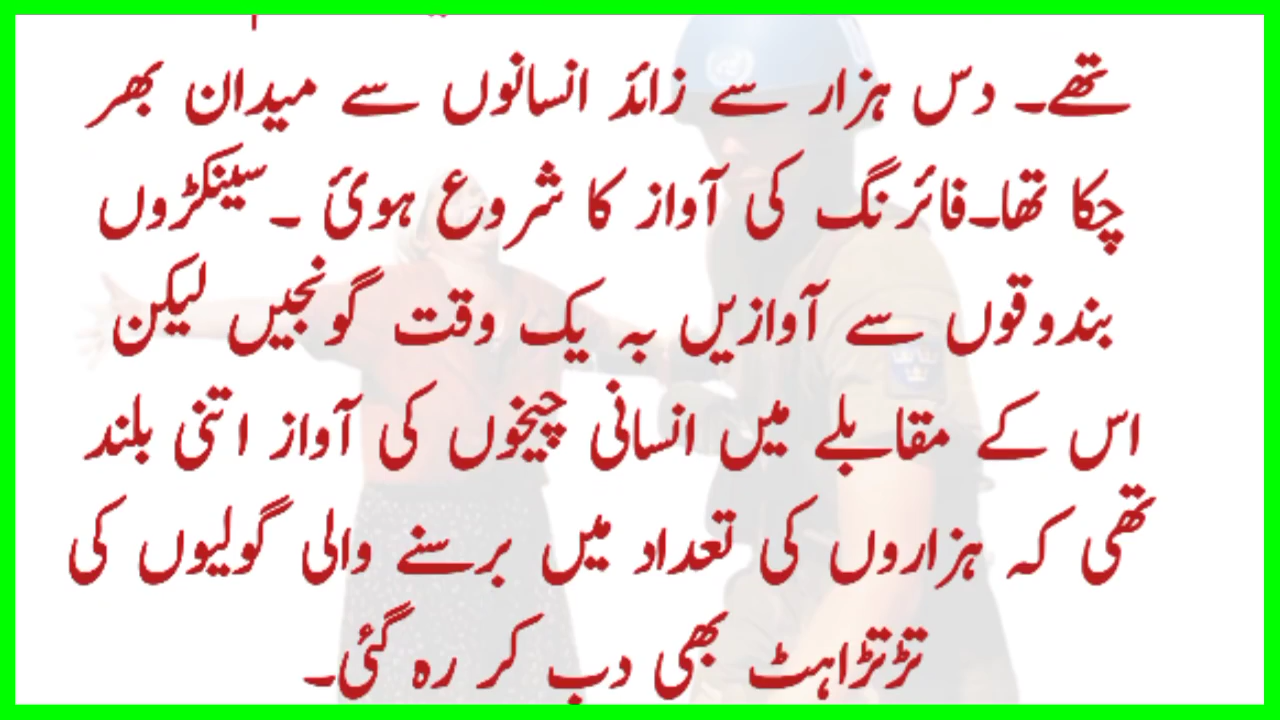 تھے۔ دس ہزار سے زائد انسانوں سے میدان بھر
چکا تھا۔فائرنگ کی آواز کا شروع ہوئ ۔ سینکڑوں
بندوقوں سے آوازیں بہ یک وقت گونجیں لیکن
اس کے مقابلے میں انسانی چیخوں کی آواز اتنی بلند
تھی کہ ہزاروں کی تعداد میں برسنے والی گولیوں کی
تڑتڑاہٹ بھی دب کر رہ گئی۔